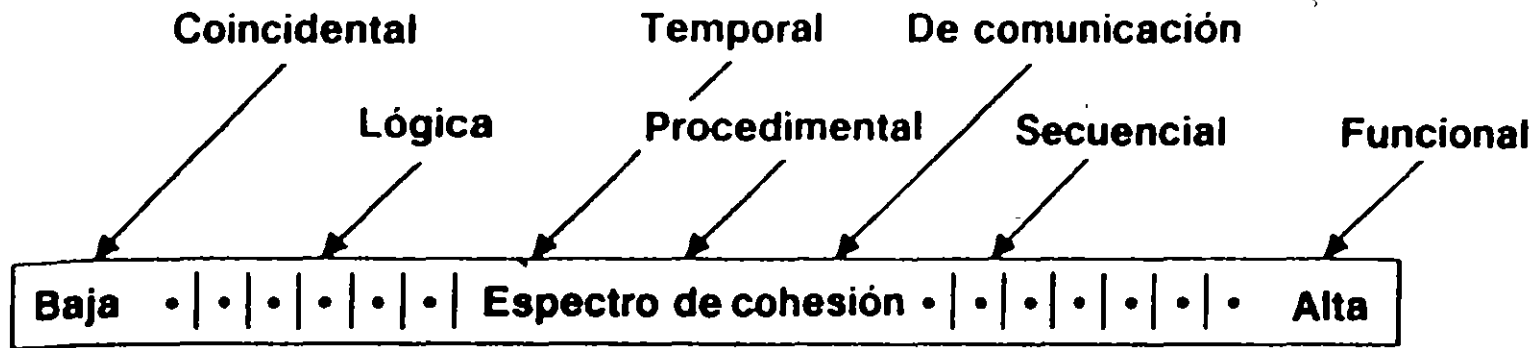 Coincidental Temporal De comunicación
Lógica Procedimental Secuencial Funcional
Baja Espectro de cohesión Alta